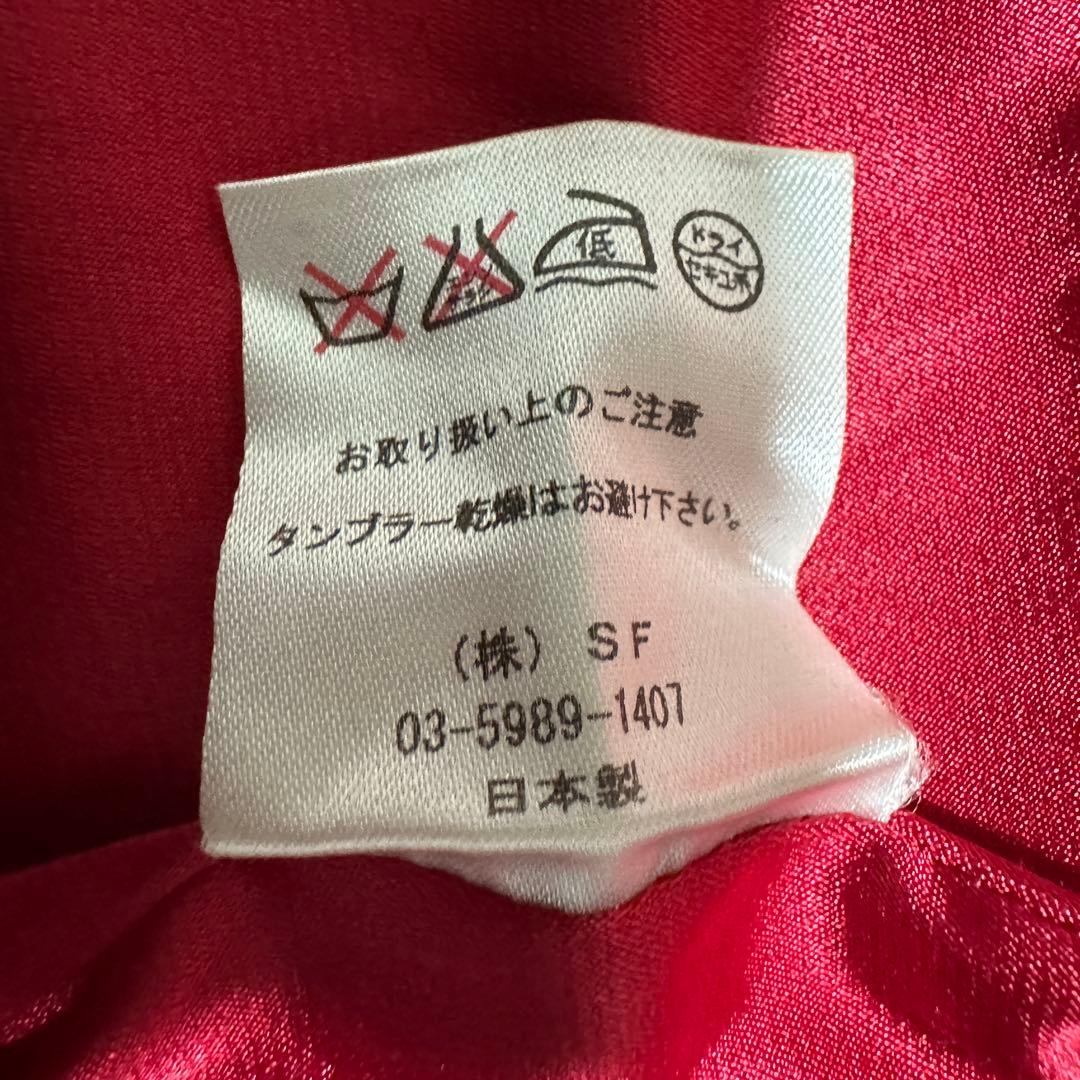 低
ドライ
セキユ系
お取り扱い上のご注意
タンブラー乾燥はお避け下さい。
(株) SF
03-5989-1407
日本製